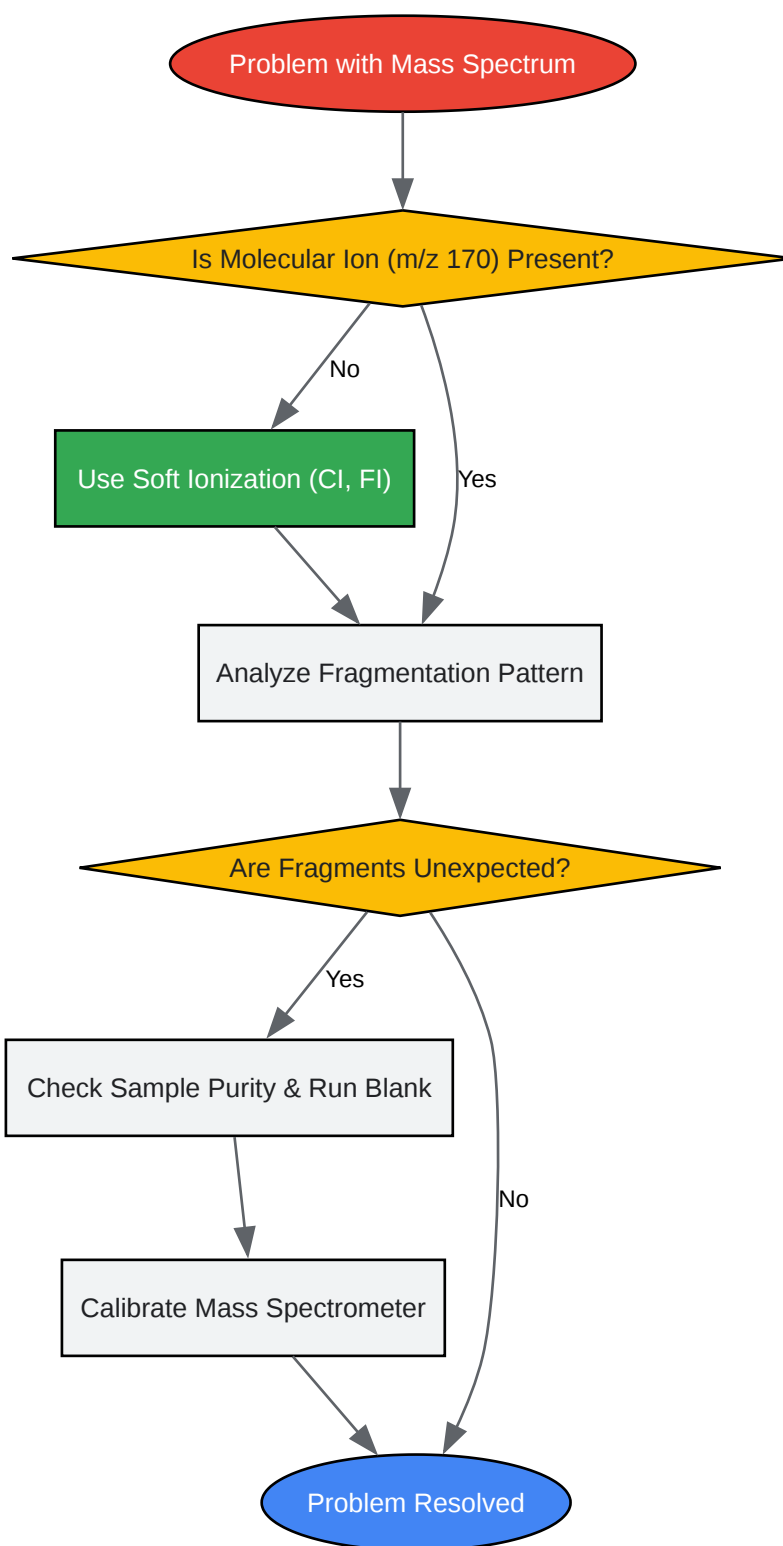 Problem with Mass Spectrum
Is Molecular Ion (m/z 170) Present?
No
Use Soft Ionization (CI, FI)
Yes
Analyze Fragmentation Pattern
Are Fragments Unexpected?
Yes
Check Sample Purity & Run Blank
No
Calibrate Mass Spectrometer
Problem Resolved